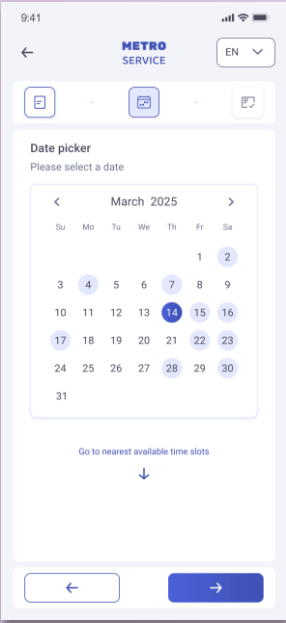 9:41
METRO
SERVICE
EN
Date picker
Please select a date
March 2025
Su Mo Tu We Th Fr Sa
1 2
3 4 5 6 7 8 9
10 11 12 13 14 15 16
17 18 19 20 21 22 23
24 25 26 27 28 29 30
31
Go to nearest available time slots